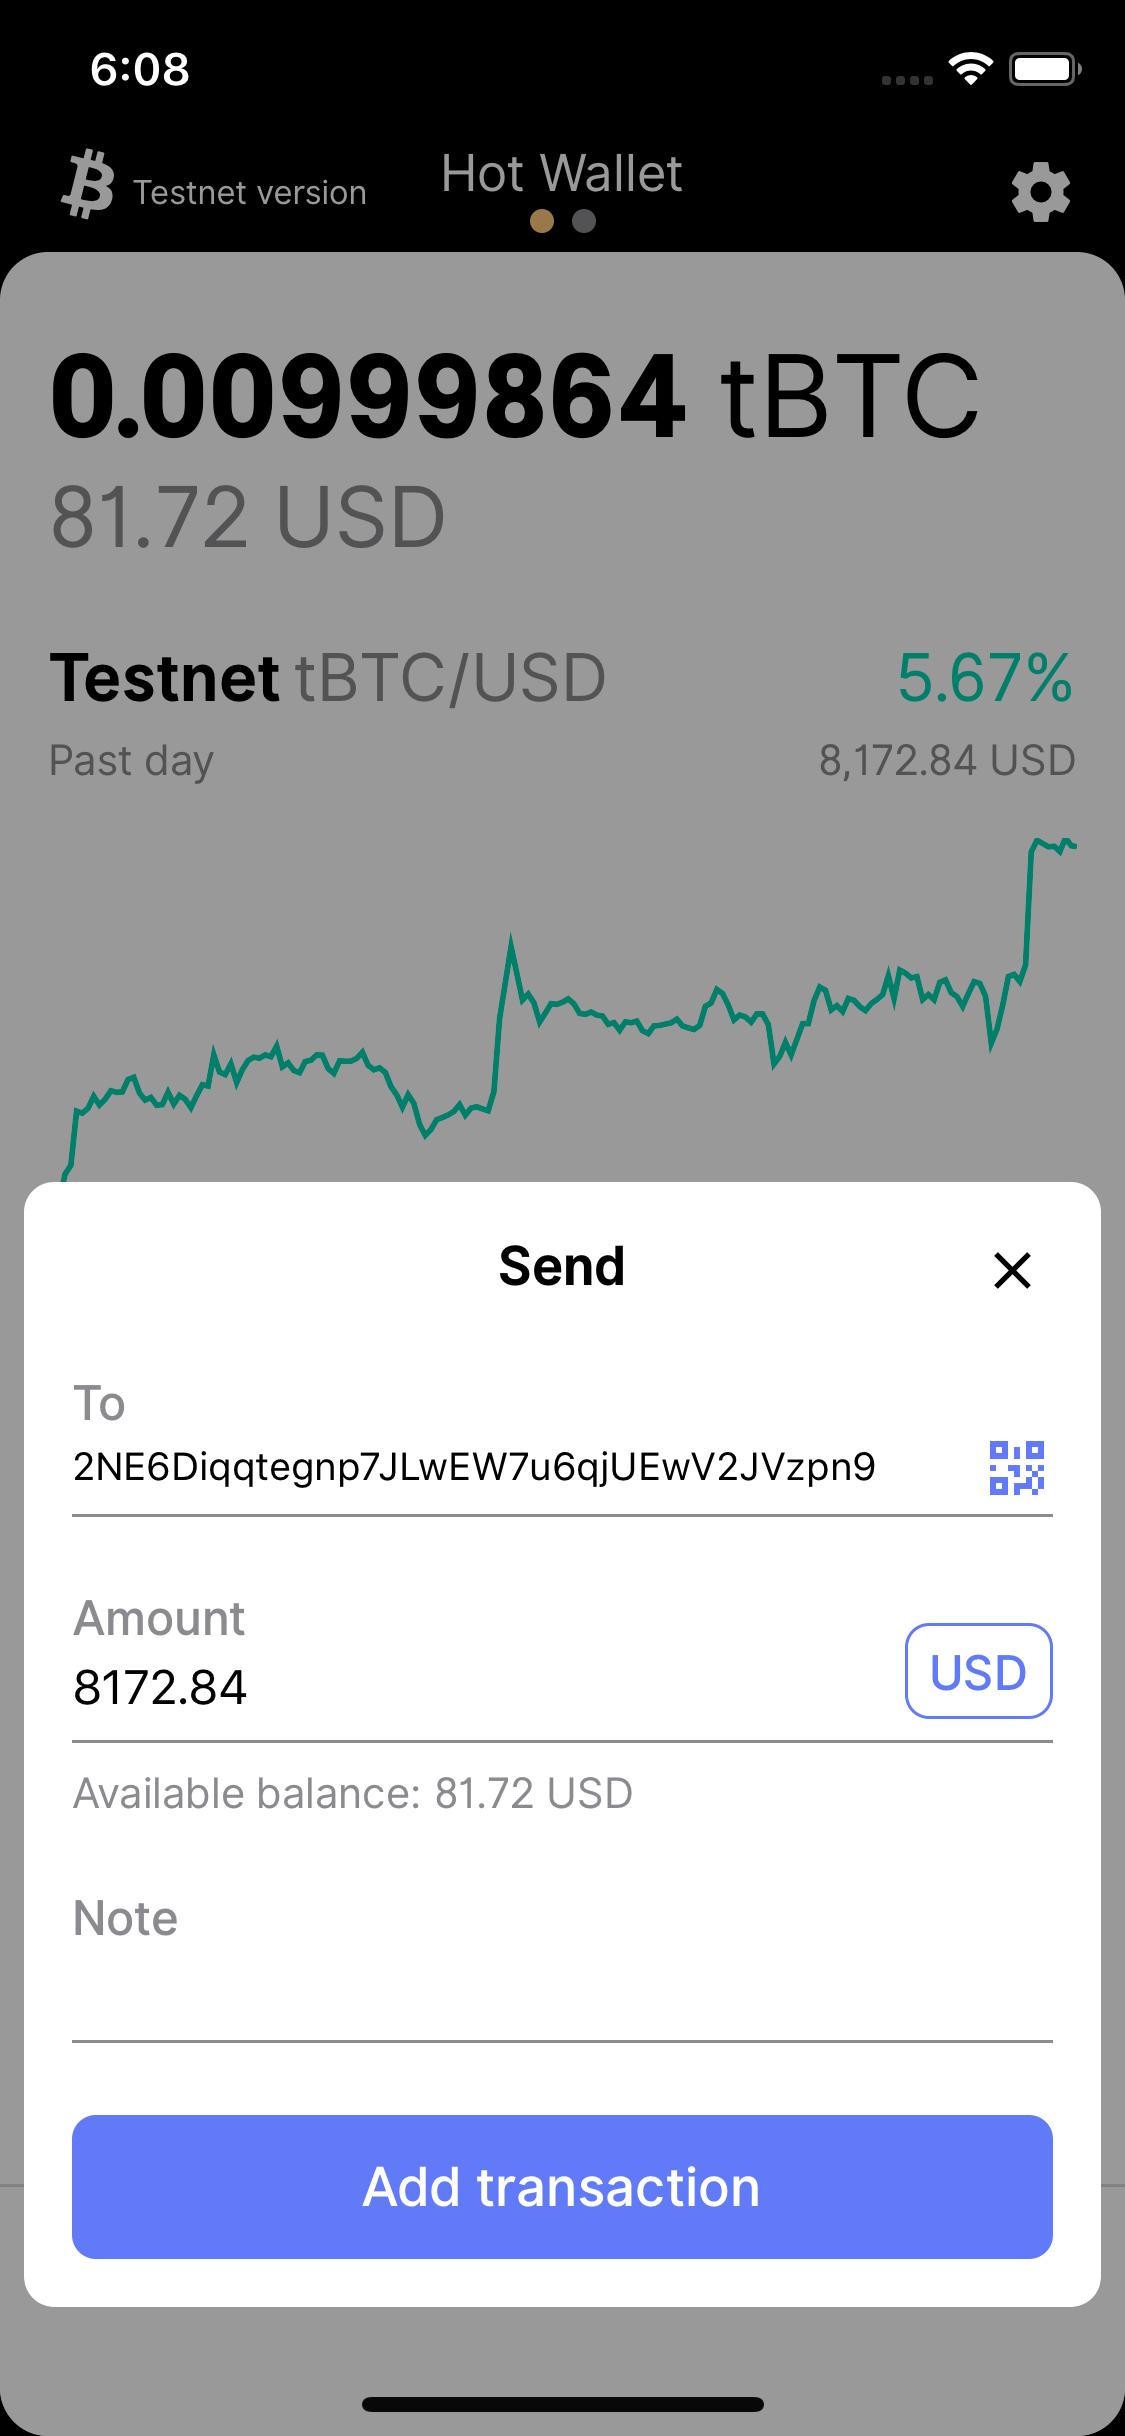 6:08
Testnet version
Hot Wallet
0.00999864 tBTC
81.72 USD
Testnet tBTC/USD 5.67%
Past day 8,172.84 USD
Send
To
2NE6Diqqtegnp7JLwEW7u6qjUEwV2JVzpn9
Amount
8172.84 USD
Available balance: 81.72 USD
Note
Add transaction